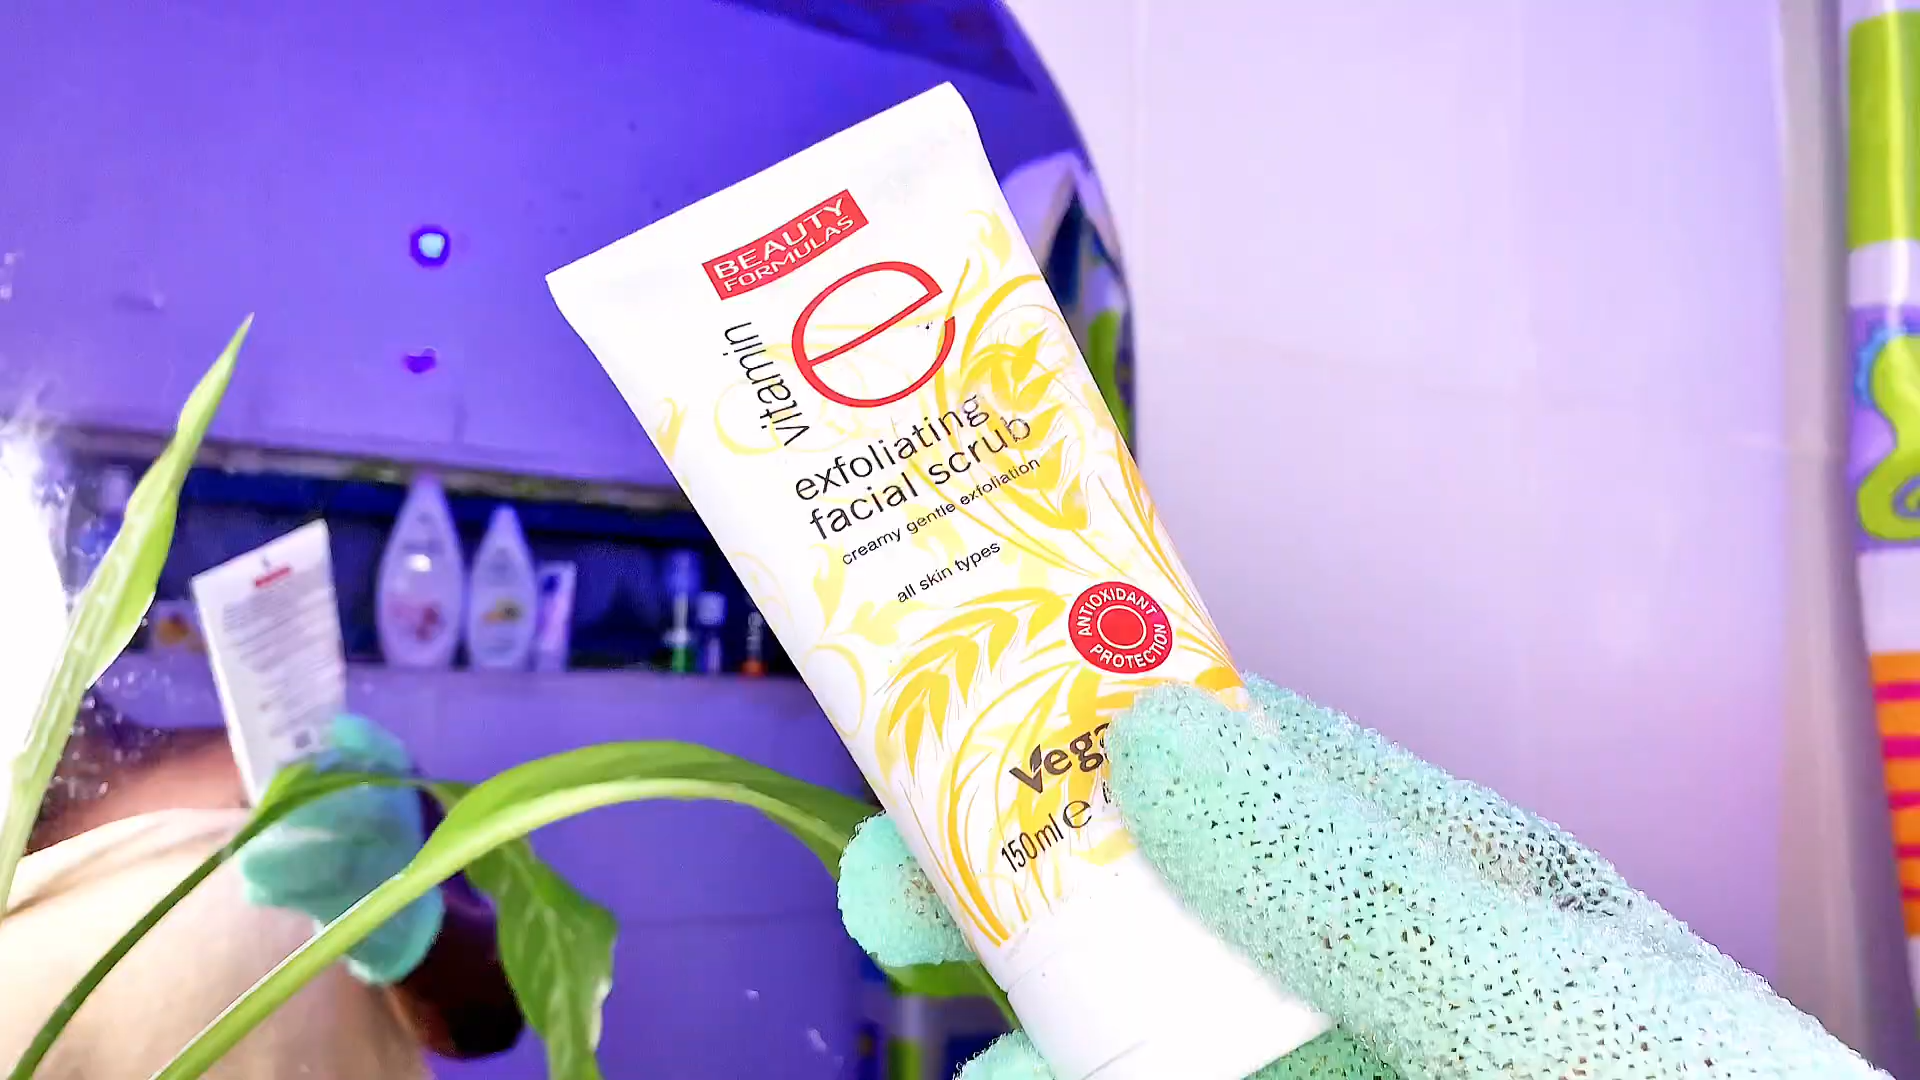 BEAUTY
FORMULAS
vitamin
e
exfoliating
facial scrub
creamy gentle exfoliation
all skin types
ANTIOXIDANT
PROTECTION
150ml e